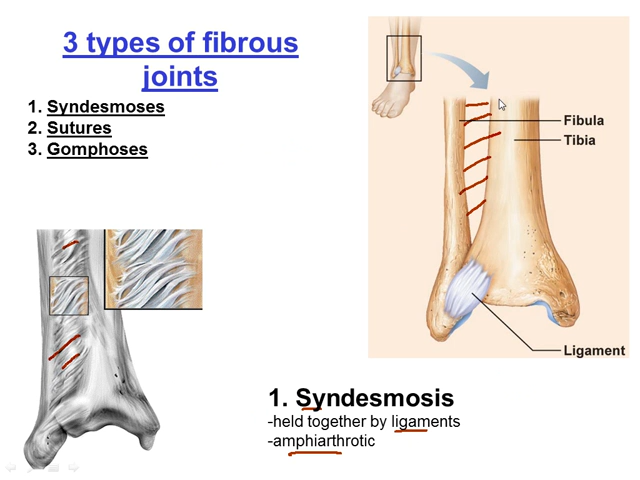 3 types of fibrous
joints
1. Syndesmoses
2. Sutures
3. Gomphoses
Fibula
Tibia
Ligament
1. Syndesmosis
-held together by ligaments
-amphiarthrotic